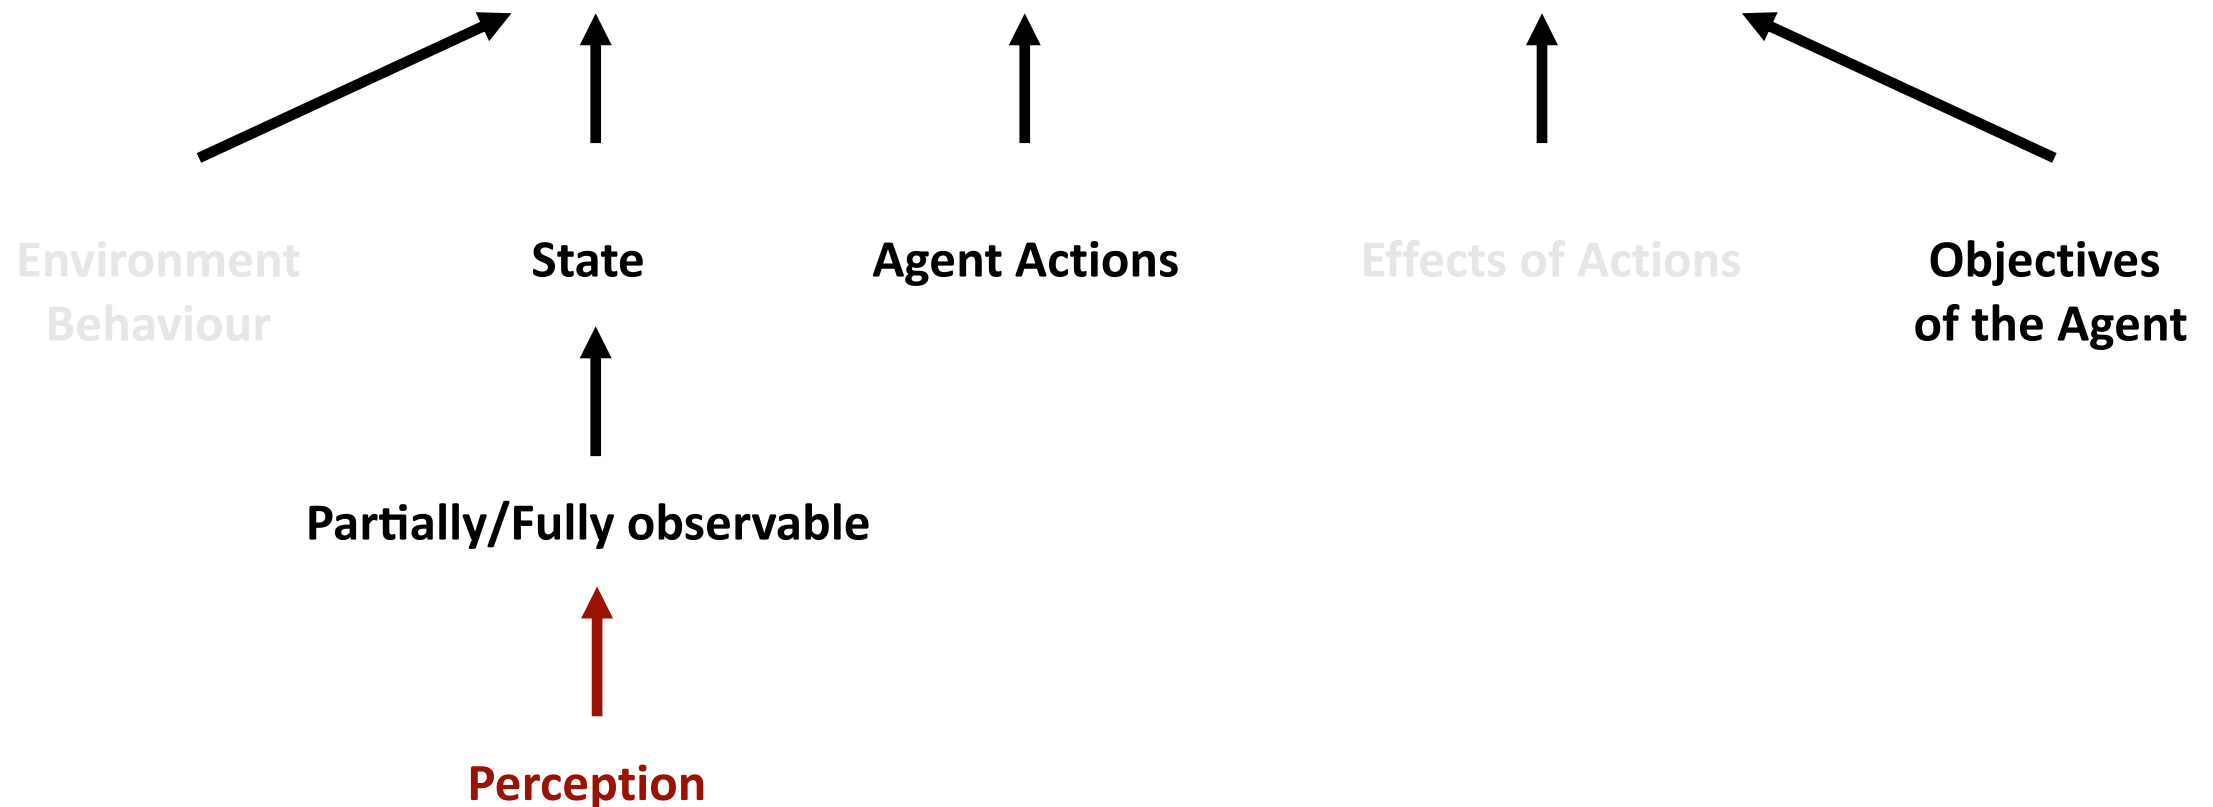 Environment
Behaviour
State
Agent Actions
Effects of Actions
Objectives
of the Agent
Partially/Fully observable
Perception